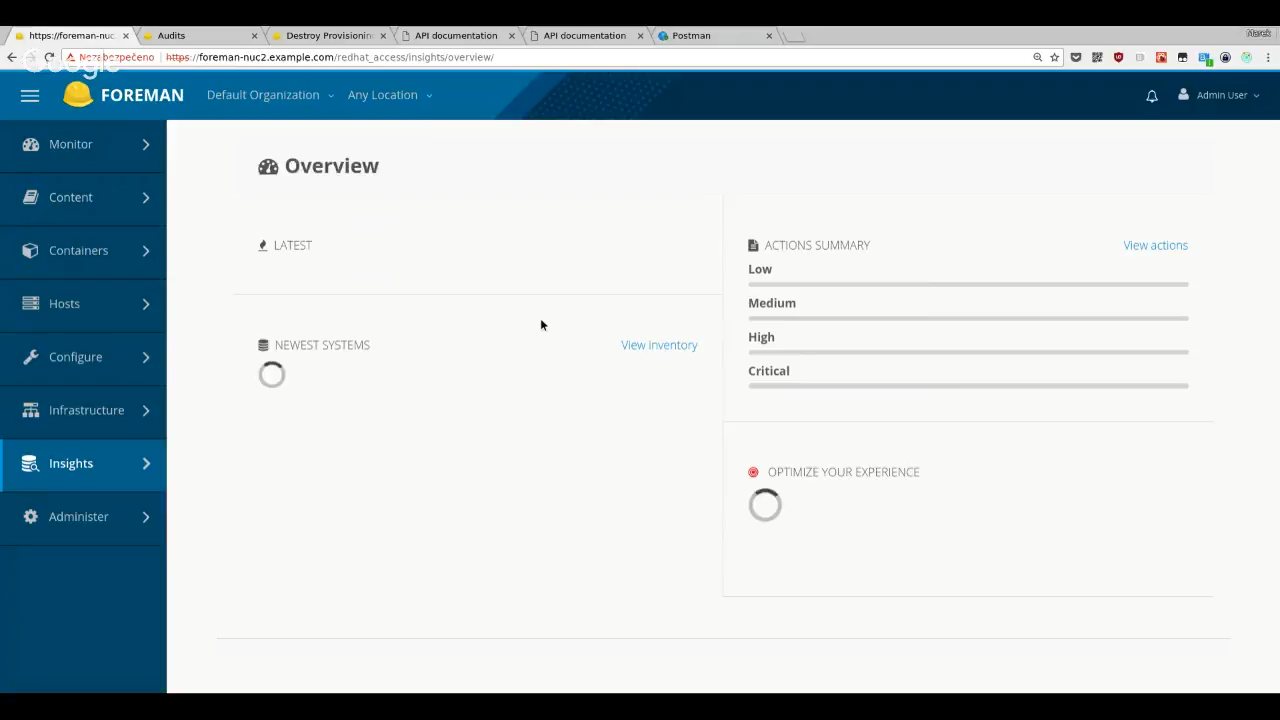 https://foreman-nuc
Audits
Destroy Provisionin
API documentation
API documentation
Postman
Marek
Nezabezpečeno
https://foreman-nuc2.example.com/redhat_access/insights/overview/
Google
FOREMAN
Default Organization
Any Location
Admin User
Monitor
Content
Containers
Hosts
Configure
Infrastructure
Insights
Administer
Overview
LATEST
NEWEST SYSTEMS
View inventory
ACTIONS SUMMARY
View actions
Low
Medium
High
Critical
OPTIMIZE YOUR EXPERIENCE